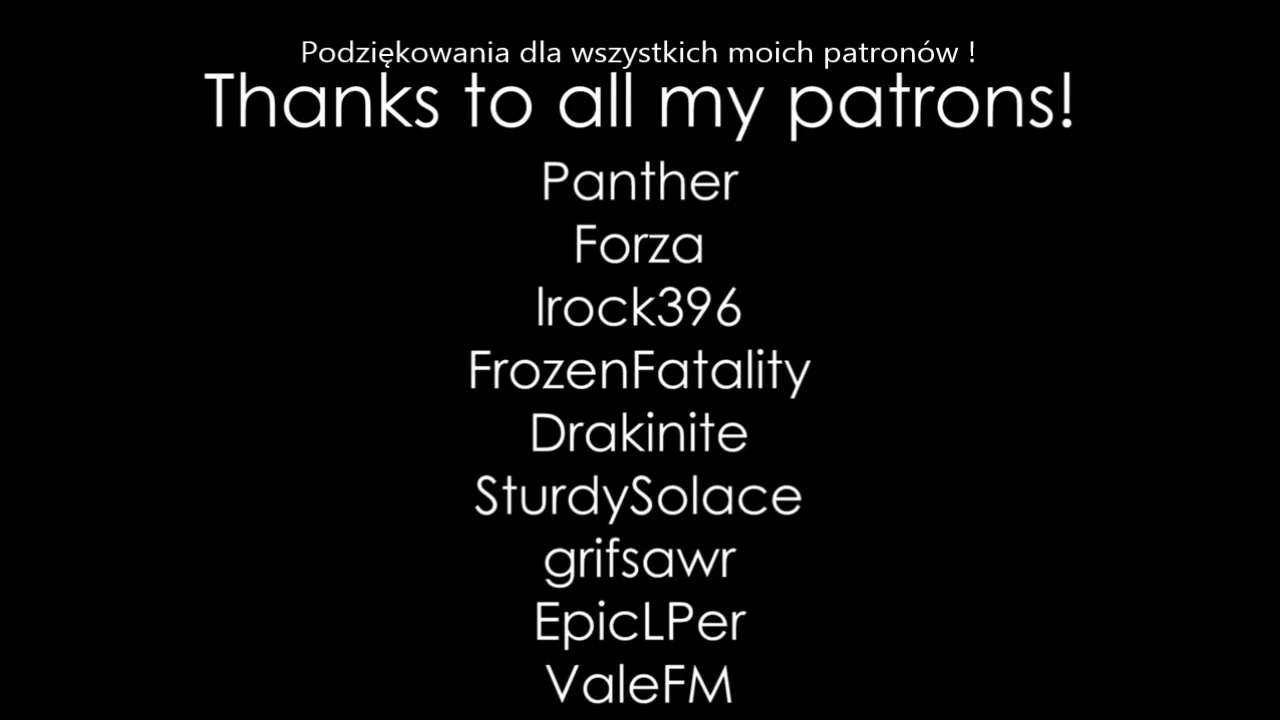 Podziękowania dla wszystkich moich patronów !
Thanks to all my patrons!
Panther
Forza
lrock396
FrozenFatality
Drakinite
SturdySolace
grifsawr
EpicLPer
ValeFM